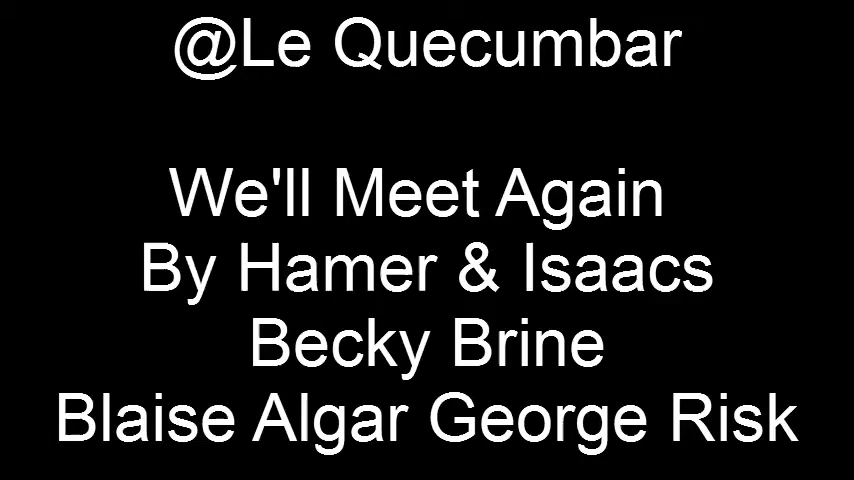 @Le Quecumbar
We'll Meet Again
By Hamer & Isaacs
Becky Brine
Blaise Algar George Risk